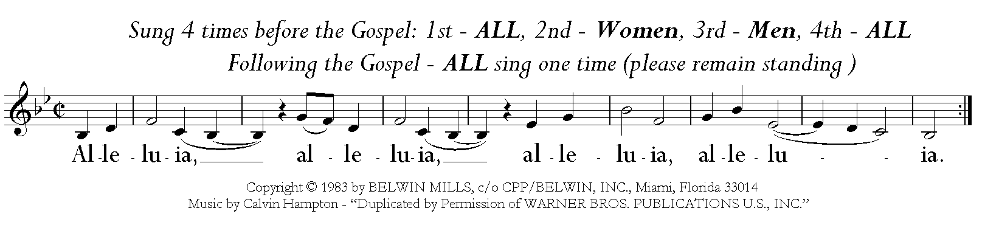 Sung 4 times before the Gospel: 1st - ALL, 2nd - Women, 3rd - Men, 4th - ALL
Following the Gospel - ALL sing one time (please remain standing )
Al - le - lu - ia, al - le - lu - ia, al - le - lu - ia, al - le - lu - - ia.
Copyright © 1983 by BELWIN MILLS, c/o CPP/BELWIN, INC., Miami, Florida 33014
Music by Calvin Hampton - “Duplicated by Permission of WARNER BROS. PUBLICATIONS U.S., INC.”